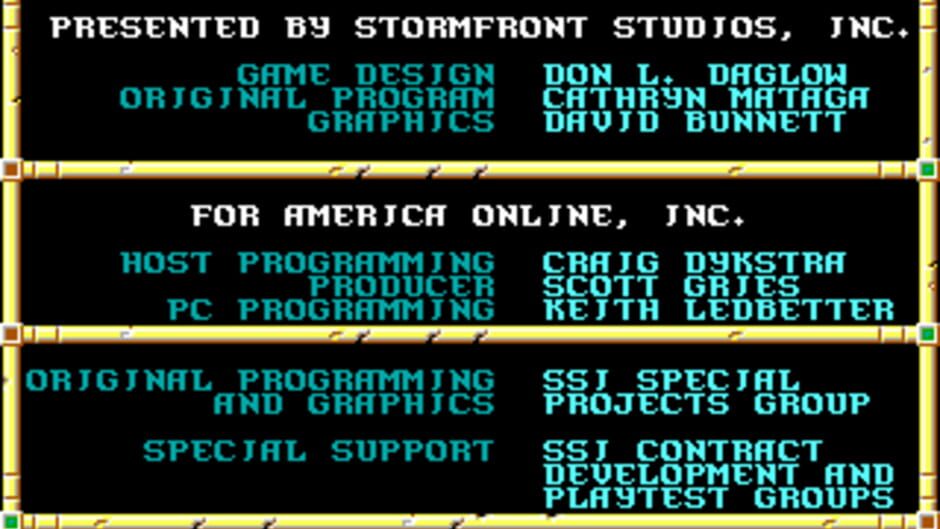 PRESENTED BY STORMFRONT STUDIOS, INC.
GAME DESIGN DON L. DAGLOW
ORIGINAL PROGRAM CATHRYN MATAGA
GRAPHICS DAVID BUNNETT
FOR AMERICA ONLINE, INC.
HOST PROGRAMMING CRAIG DYKSTRA
PRODUCER SCOTT GRIES
PC PROGRAMMING KEITH LEDBETTER
ORIGINAL PROGRAMMING SSI SPECIAL
AND GRAPHICS PROJECTS GROUP
SPECIAL SUPPORT SSI CONTRACT
DEVELOPMENT AND
PLAYTEST GROUPS